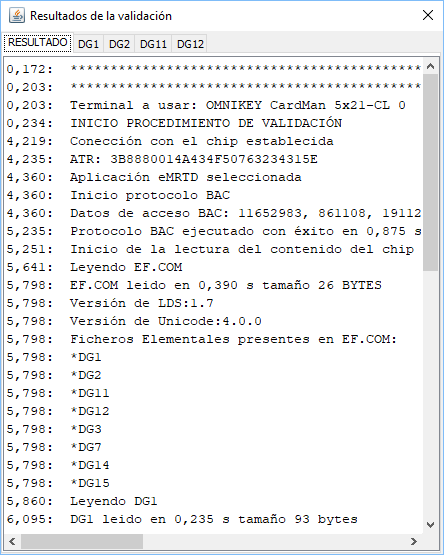 Resultados de la validación
RESULTADO DG1 DG2 DG11 DG12
0,172: ********************************************
0,203: ********************************************
0,203: Terminal a usar: OMNIKEY CardMan 5x21-CL 0
0,234: INICIO PROCEDIMIENTO DE VALIDACIÓN
4,219: Conección con el chip establecida
4,235: ATR: 3B8880014A434F50763234315E
4,360: Aplicación eMRTD seleccionada
4,360: Inicio protocolo BAC
4,360: Datos de acceso BAC: 11652983, 861108, 19112
5,235: Protocolo BAC ejecutado con éxito en 0,875 s
5,251: Inicio de la lectura del contenido del chip
5,641: Leyendo EF.COM
5,798: EF.COM leido en 0,390 s tamaño 26 BYTES
5,798: Versión de LDS:1.7
5,798: Versión de Unicode:4.0.0
5,798: Ficheros Elementales presentes en EF.COM:
5,798: *DG1
5,798: *DG2
5,798: *DG11
5,798: *DG12
5,798: *DG3
5,798: *DG7
5,798: *DG14
5,798: *DG15
5,860: Leyendo DG1
6,095: DG1 leido en 0,235 s tamaño 93 bytes